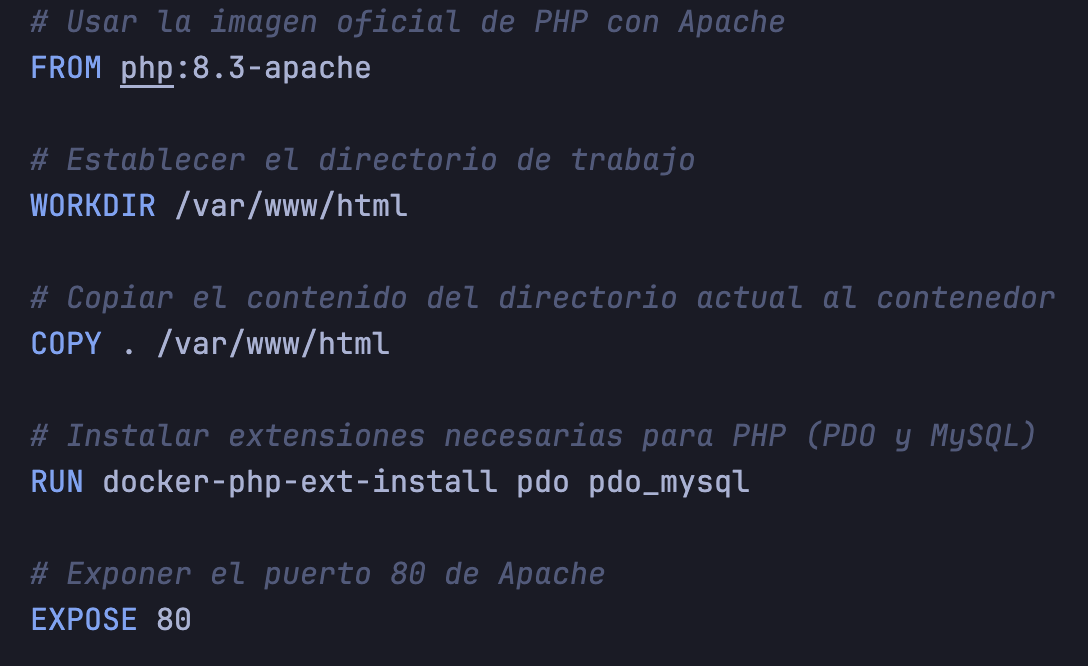 # Usar la imagen oficial de PHP con Apache
FROM php:8.3-apache
# Establecer el directorio de trabajo
WORKDIR /var/www/html
# Copiar el contenido del directorio actual al contenedor
COPY . /var/www/html
# Instalar extensiones necesarias para PHP (PDO y MySQL)
RUN docker-php-ext-install pdo pdo_mysql
# Exponer el puerto 80 de Apache
EXPOSE 80